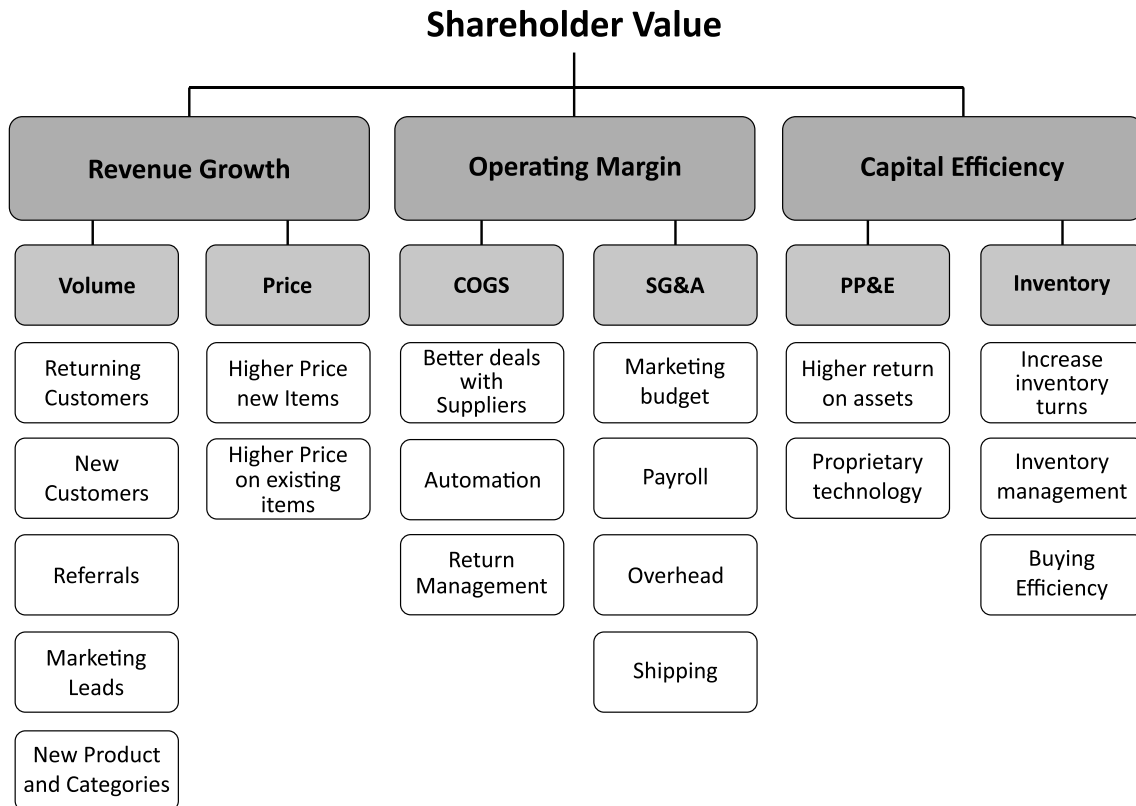 Shareholder Value
Revenue Growth
Operating Margin
Capital Efficiency
Volume
Price
COGS
SG&A
PP&E
Inventory
Returning
Customers
Higher Price
new Items
Better deals
with
Suppliers
Marketing
budget
Higher return
on assets
Increase
inventory
turns
New
Customers
Higher Price
on existing
items
Automation
Payroll
Proprietary
technology
Inventory
management
Referrals
Return
Management
Overhead
Buying
Efficiency
Marketing
Leads
Shipping
New Product
and Categories